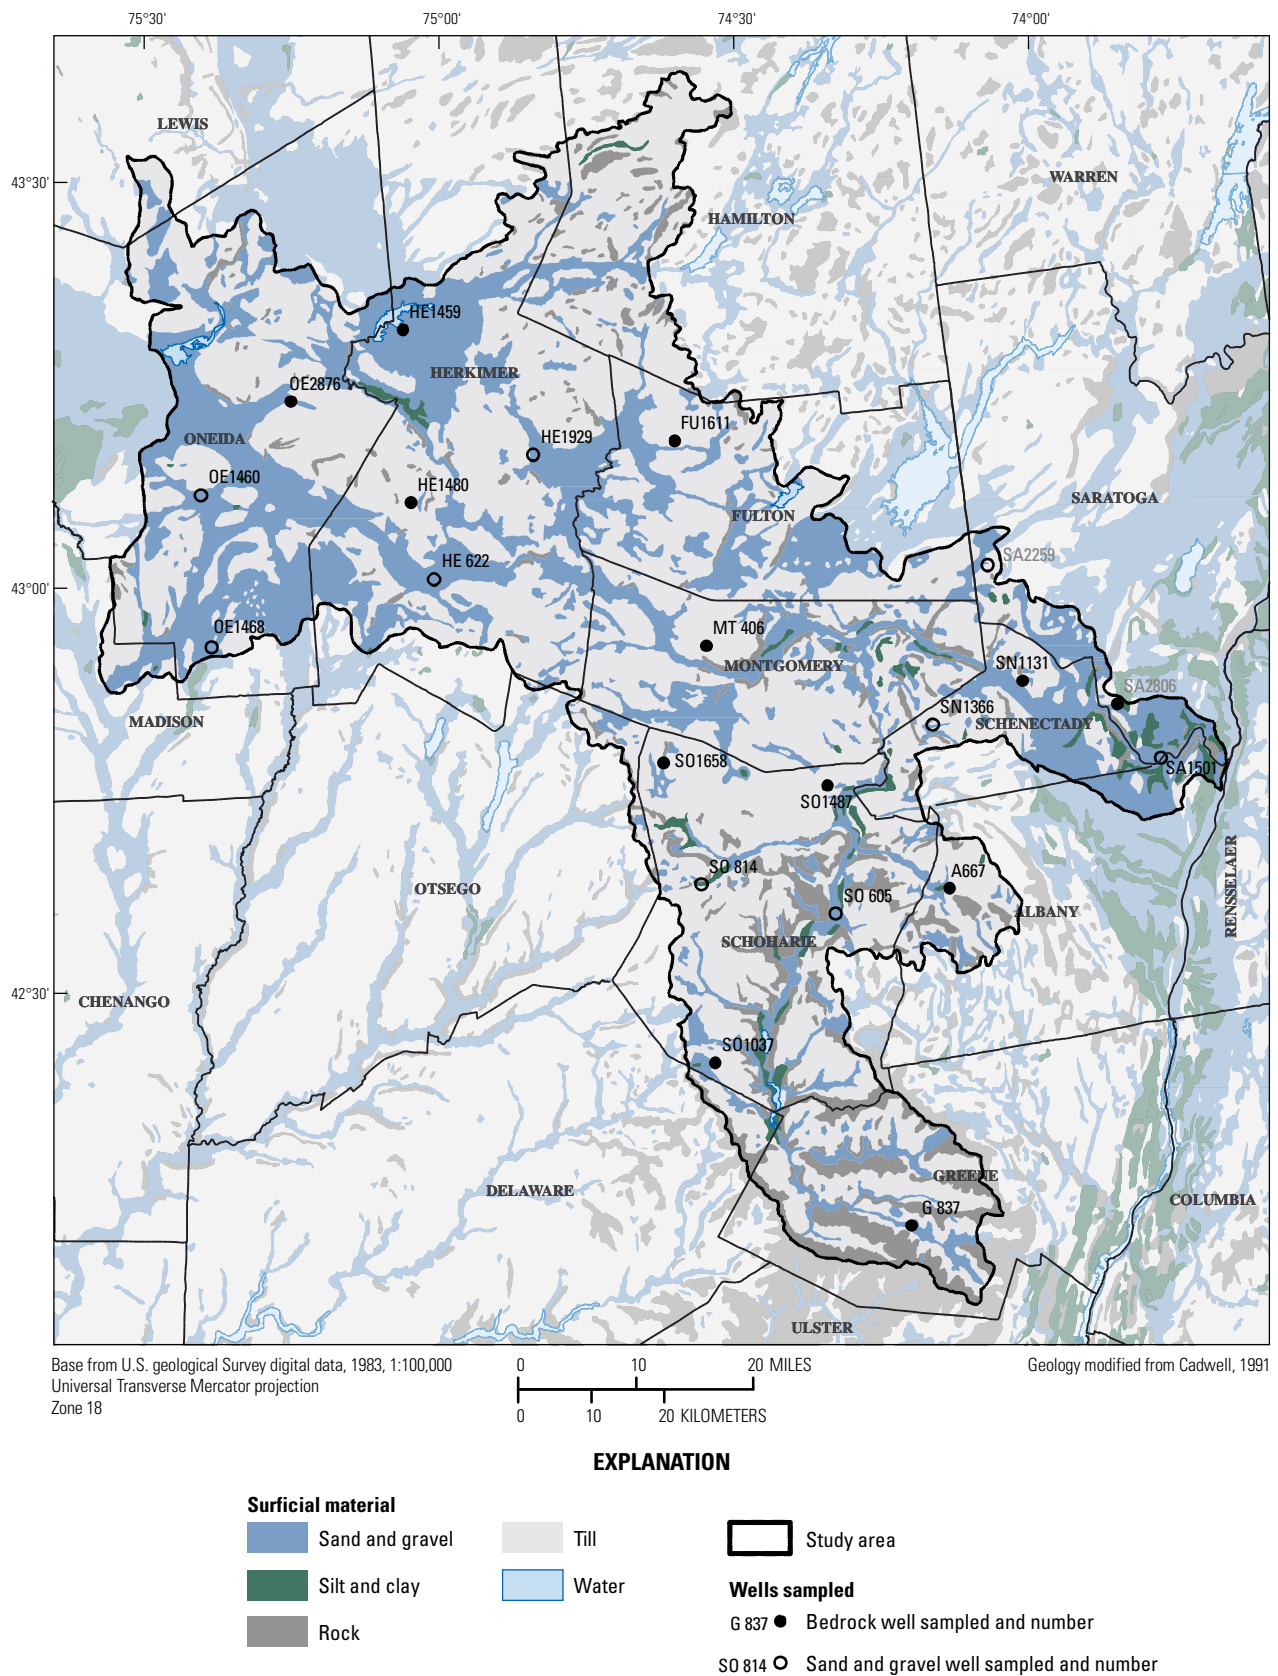 75°30'
75°00'
74°30'
74°00'
LEWIS
43°30'
WARREN
HAMILTON
HE1459
HERKIMER
OE2876
FU1611
ONEIDA
HE1929
OE1460
HE1480
SARATOGA
FULTON
SA2259
HE 622
43°00'
OE1468
MT 406
MONTGOMERY
SN1131
SA2806
MADISON
SN1366
SCHENECTADY
SO1658
SA1501
SO1487
RENSSELAER
SO 814
A667
OTSEGO
SO 605
ALBANY
SCHOHARIE
42°30'
CHENANGO
SO1037
GREENE
DELAWARE
COLUMBIA
G 837
ULSTER
Base from U.S. geological Survey digital data, 1983, 1:100,000
Universal Transverse Mercator projection
Zone 18
0 10 20 MILES
0 10 20 KILOMETERS
Geology modified from Cadwell, 1991
EXPLANATION
Surficial material
Sand and gravel
Silt and clay
Rock
Till
Water
Study area
Wells sampled
G 837 Bedrock well sampled and number
SO 814 Sand and gravel well sampled and number